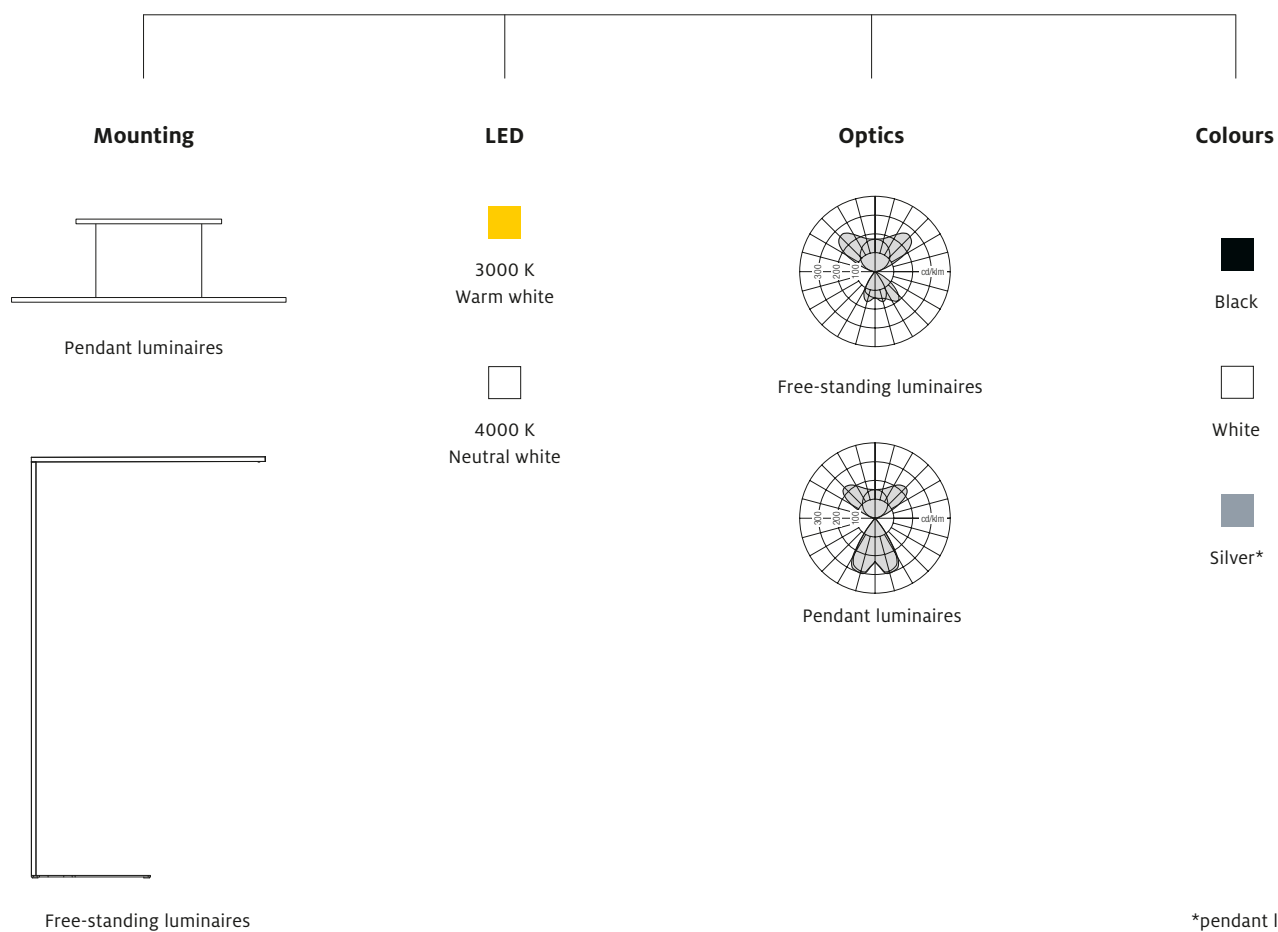 Mounting
Pendant luminaires
Free-standing luminaires
LED
3000 K
Warm white
4000 K
Neutral white
Optics
300
200
100
cd/klm
Free-standing luminaires
300
200
100
cd/klm
Pendant luminaires
Colours
Black
White
Silver*
*pendant l